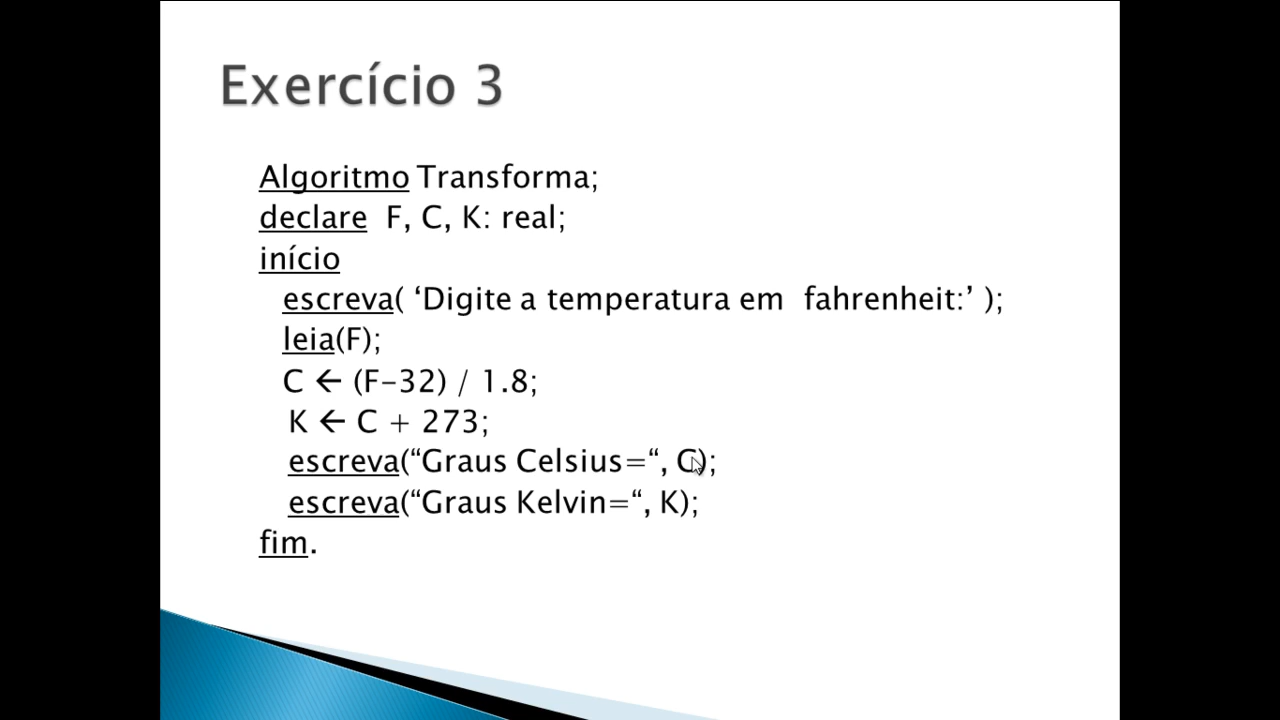 Exercício 3
Algoritmo Transforma;
declare F, C, K: real;
início
escreva( ‘Digite a temperatura em fahrenheit:’ );
leia(F);
C ← (F-32) / 1.8;
K ← C + 273;
escreva(“Graus Celsius=“, C);
escreva(“Graus Kelvin=“, K);
fim.